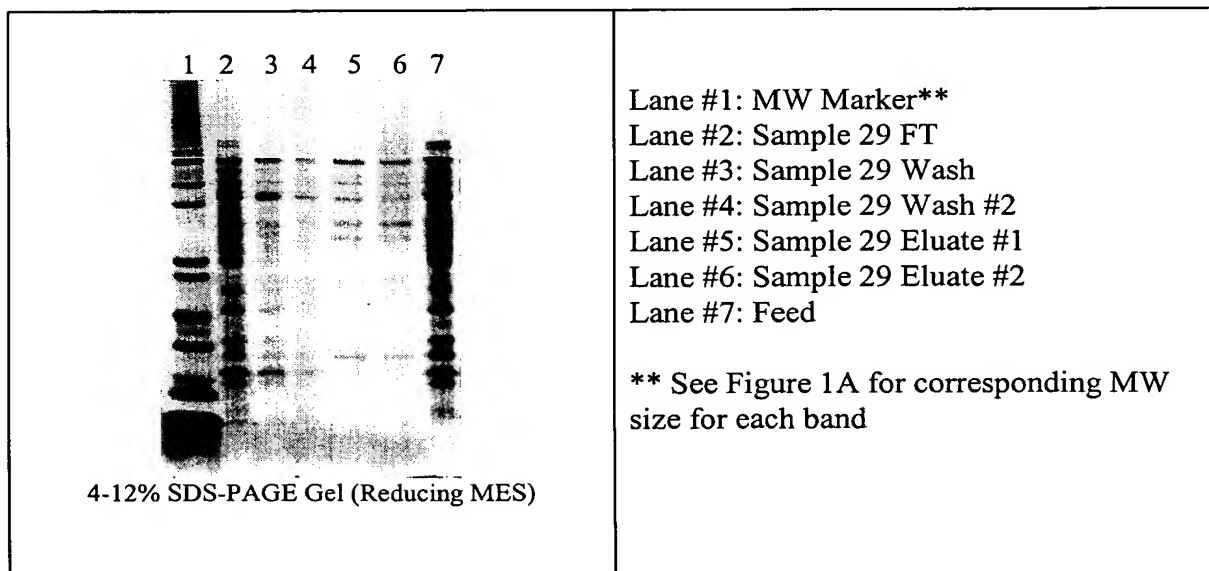 1 2 3 4 5 6 7
4-12% SDS-PAGE Gel (Reducing MES)
Lane #1: MW Marker**
Lane #2: Sample 29 FT
Lane #3: Sample 29 Wash
Lane #4: Sample 29 Wash #2
Lane #5: Sample 29 Eluate #1
Lane #6: Sample 29 Eluate #2
Lane #7: Feed
** See Figure 1A for corresponding MW
size for each band